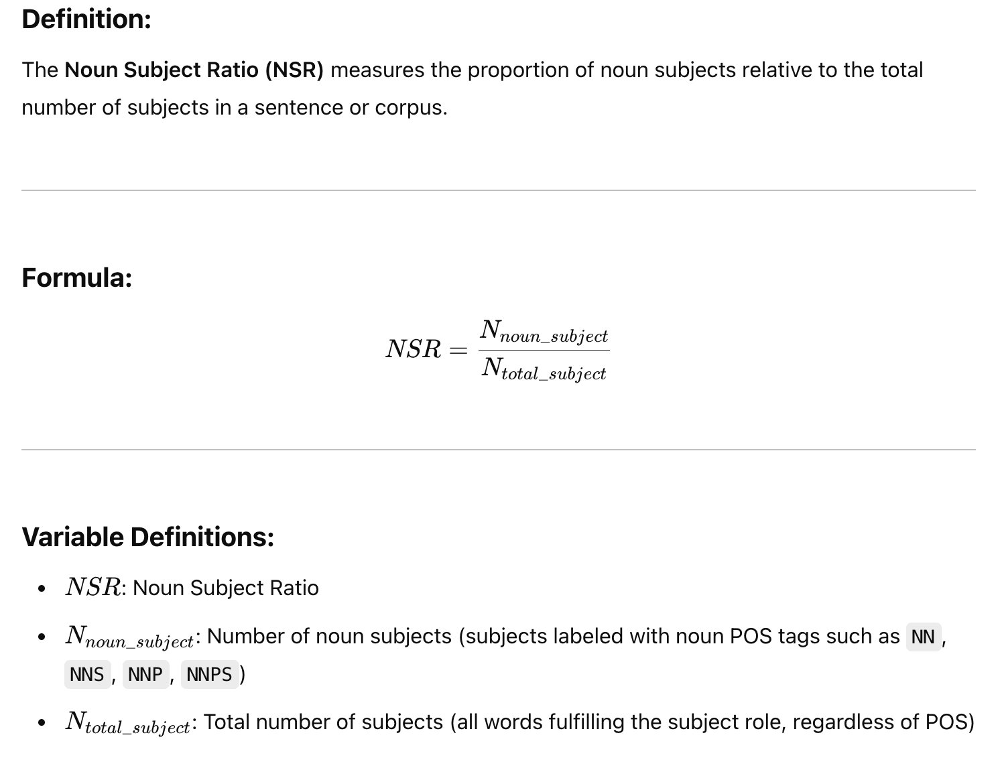 Definition:
The Noun Subject Ratio (NSR) measures the proportion of noun subjects relative to the total
number of subjects in a sentence or corpus.
Formula:
NSR = N_{noun\_subject} / N_{total\_subject}
Variable Definitions:
• NSR: Noun Subject Ratio
• N_{noun\_subject}: Number of noun subjects (subjects labeled with noun POS tags such as NN,
NNS, NNP, NNPS)
• N_{total\_subject}: Total number of subjects (all words fulfilling the subject role, regardless of POS)